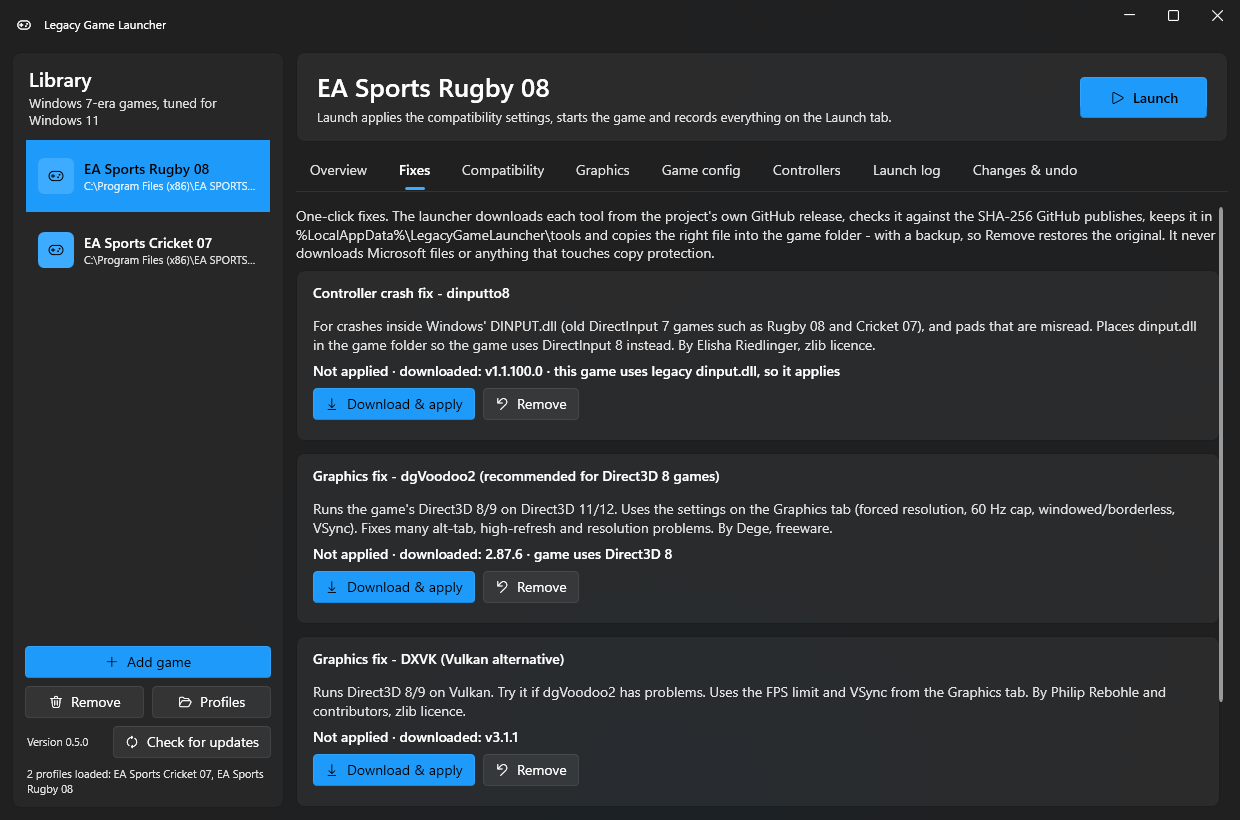 Legacy Game Launcher
Library
Windows 7-era games, tuned for
Windows 11
EA Sports Rugby 08
C:\Program Files (x86)\EA SPORTS...
EA Sports Cricket 07
C:\Program Files (x86)\EA SPORTS...
Add game
Remove
Profiles
Version 0.5.0
Check for updates
2 profiles loaded: EA Sports Cricket 07, EA Sports
Rugby 08
EA Sports Rugby 08
Launch applies the compatibility settings, starts the game and records everything on the Launch tab.
Launch
Overview
Fixes
Compatibility
Graphics
Game config
Controllers
Launch log
Changes & undo
One-click fixes. The launcher downloads each tool from the project's own GitHub release, checks it against the SHA-256 GitHub publishes, keeps it in
%LocalAppData%\LegacyGameLauncher\tools and copies the right file into the game folder - with a backup, so Remove restores the original. It never
downloads Microsoft files or anything that touches copy protection.
Controller crash fix - dinputto8
For crashes inside Windows' DINPUT.dll (old DirectInput 7 games such as Rugby 08 and Cricket 07), and pads that are misread. Places dinput.dll
in the game folder so the game uses DirectInput 8 instead. By Elisha Riedlinger, zlib licence.
Not applied · downloaded: v1.1.100.0 · this game uses legacy dinput.dll, so it applies
Download & apply
Remove
Graphics fix - dgVoodoo2 (recommended for Direct3D 8 games)
Runs the game's Direct3D 8/9 on Direct3D 11/12. Uses the settings on the Graphics tab (forced resolution, 60 Hz cap, windowed/borderless,
VSync). Fixes many alt-tab, high-refresh and resolution problems. By Dege, freeware.
Not applied · downloaded: 2.87.6 · game uses Direct3D 8
Download & apply
Remove
Graphics fix - DXVK (Vulkan alternative)
Runs Direct3D 8/9 on Vulkan. Try it if dgVoodoo2 has problems. Uses the FPS limit and VSync from the Graphics tab. By Philip Rebohle and
contributors, zlib licence.
Not applied · downloaded: v3.1.1
Download & apply
Remove